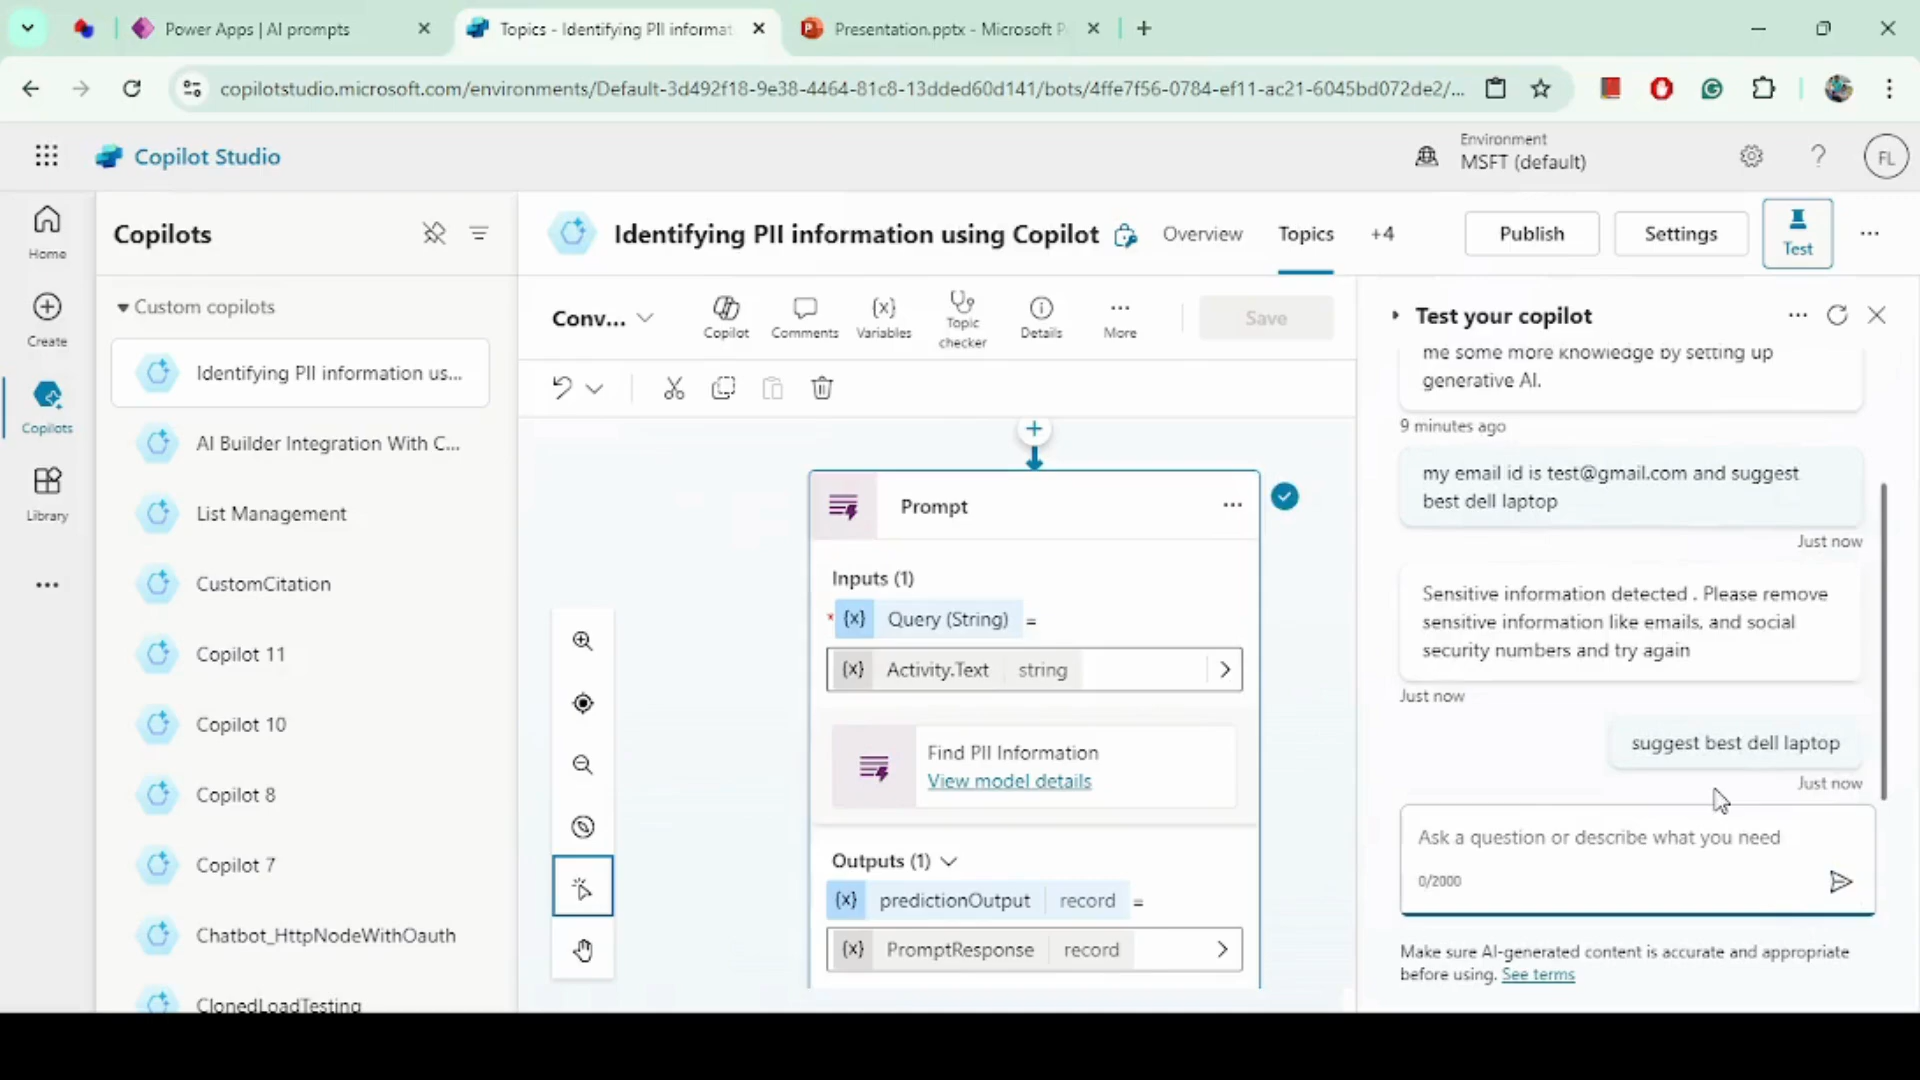 Power Apps | AI prompts
Topics - Identifying PII informat
Presentation.pptx - Microsoft P
copilotstudio.microsoft.com/environments/Default-3d492f18-9e38-4464-81c8-13dded60d141/bots/4ffe7f56-0784-ef11-ac21-6045bd072de2/...
Copilot Studio
Environment
MSFT (default)
?
FL
Home
Create
Copilots
Library
Copilots
Custom copilots
Identifying PII information us...
AI Builder Integration With C...
List Management
CustomCitation
Copilot 11
Copilot 10
Copilot 8
Copilot 7
Chatbot_HttpNodeWithOauth
ClonedLoadTesting
Identifying PII information using Copilot
Overview
Topics
+4
Publish
Settings
Test
Conv...
Copilot
Comments
{x}
Variables
Topic
checker
Details
More
Save
Prompt
Inputs (1)
* {x} Query (String) =
{x} Activity.Text string
Find PII Information
View model details
Outputs (1)
{x} predictionOutput record =
{x} PromptResponse record
Test your copilot
me some more knowledge by setting up
generative AI.
9 minutes ago
my email id is test@gmail.com and suggest
best dell laptop
Just now
Sensitive information detected . Please remove
sensitive information like emails, and social
security numbers and try again
Just now
suggest best dell laptop
Just now
Ask a question or describe what you need
0/2000
Make sure AI-generated content is accurate and appropriate
before using. See terms